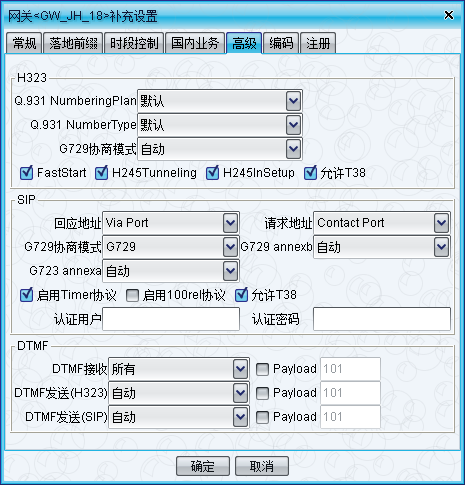 网关<GW_JH_18>补充设置
常规 落地前缀 时段控制 国内业务 高级 编码 注册
H323
Q.931 NumberingPlan 默认
Q.931 NumberType 默认
G729协商模式 自动
FastStart H245Tunneling H245InSetup 允许T38
SIP
回应地址 Via Port 请求地址 Contact Port
G729协商模式 G729 G729 annexb 自动
G723 annexa 自动
启用Timer协议 启用100rel协议 允许T38
认证用户 认证密码
DTMF
DTMF接收 所有 Payload 101
DTMF发送(H323) 自动 Payload 101
DTMF发送(SIP) 自动 Payload 101
确定 取消